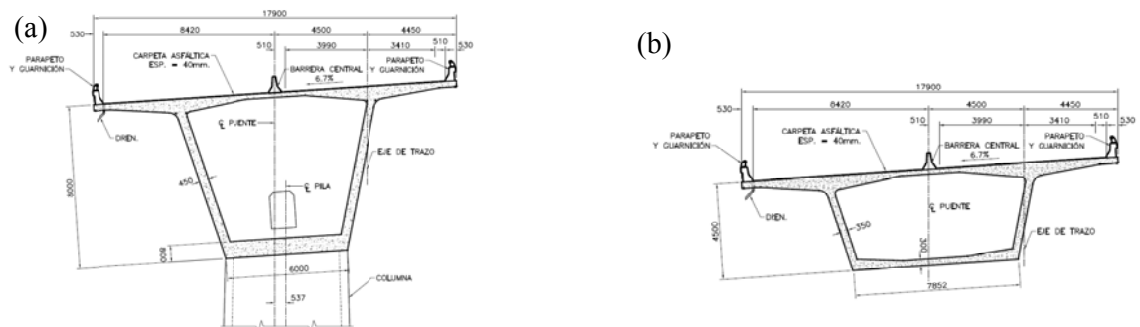 (a)
17900
530
8420
4500
4450
510
3990
3410
510
530
PARAPETO
Y GUARNICIÓN
CARPETA ASFÁLTICA
ESP. = 40mm.
BARRERA CENTRAL
6.7%
PARAPETO
Y GUARNICIÓN
DREN.
℄ PUENTE
EJE DE TRAZO
8000
450
℄ PILA
800
6000
COLUMNA
537
(b)
17900
530
8420
4500
4450
510
3990
3410
510
530
PARAPETO
Y GUARNICIÓN
CARPETA ASFÁLTICA
ESP. = 40mm.
BARRERA CENTRAL
6.7%
PARAPETO
Y GUARNICIÓN
DREN.
℄ PUENTE
4500
350
300
EJE DE TRAZO
7852